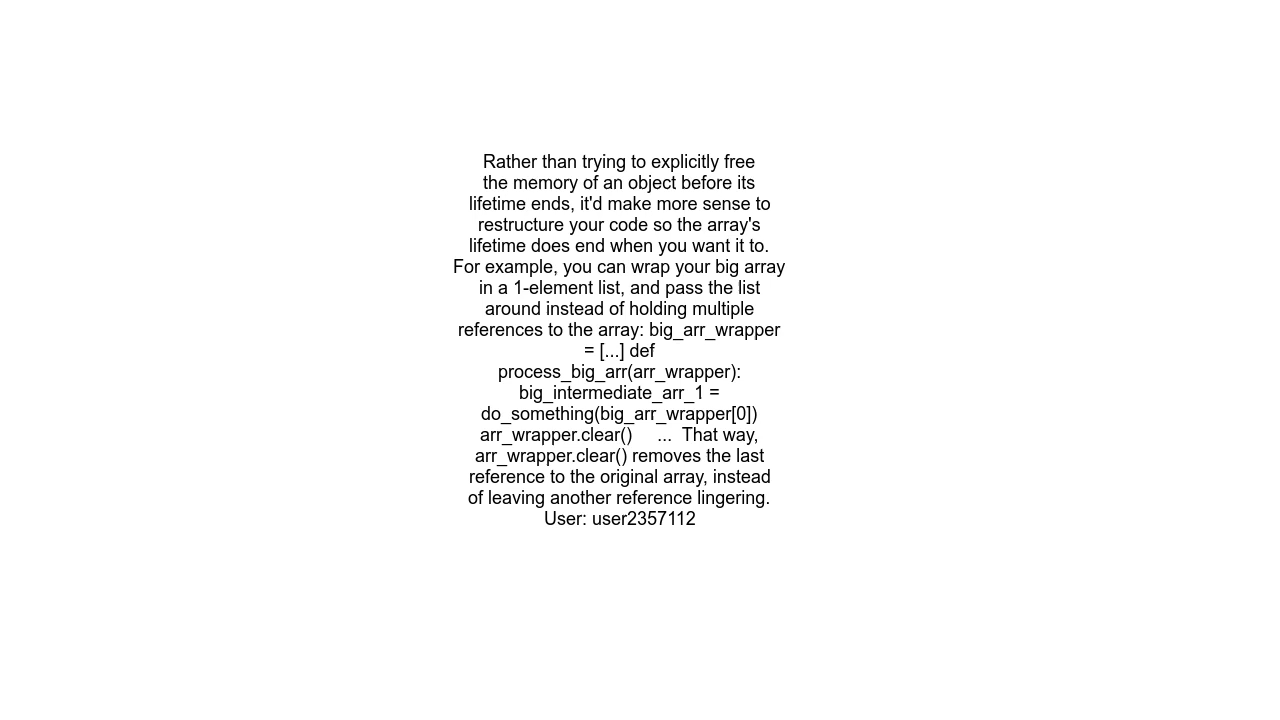 Rather than trying to explicitly free
the memory of an object before its
lifetime ends, it'd make more sense to
restructure your code so the array's
lifetime does end when you want it to.
For example, you can wrap your big array
in a 1-element list, and pass the list
around instead of holding multiple
references to the array: big_arr_wrapper
= [...] def
process_big_arr(arr_wrapper):
big_intermediate_arr_1 =
do_something(big_arr_wrapper[0])
arr_wrapper.clear()     ...  That way,
arr_wrapper.clear() removes the last
reference to the original array, instead
of leaving another reference lingering.
User: user2357112